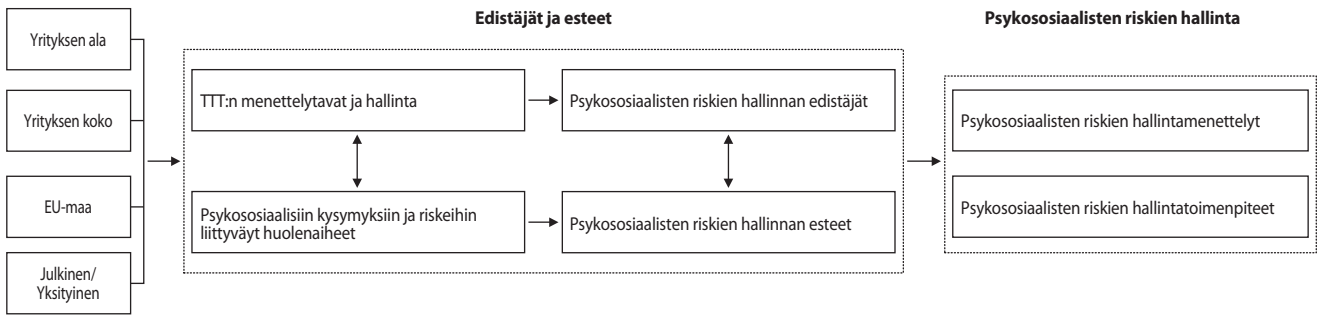 Edistäjät ja esteet
Psykososiaalisten riskien hallinta
Yrityksen ala
Yrityksen koko
EU-maa
Julkinen/
Yksityinen
TTT:n menettelytavat ja hallinta
Psykososiaalisten riskien hallinnan edistäjät
Psykososiaalisiin kysymyksiin ja riskeihin
liittyväyt huolenaiheet
Psykososiaalisten riskien hallinnan esteet
Psykososiaalisten riskien hallintamenettelyt
Psykososiaalisten riskien hallintatoimenpiteet